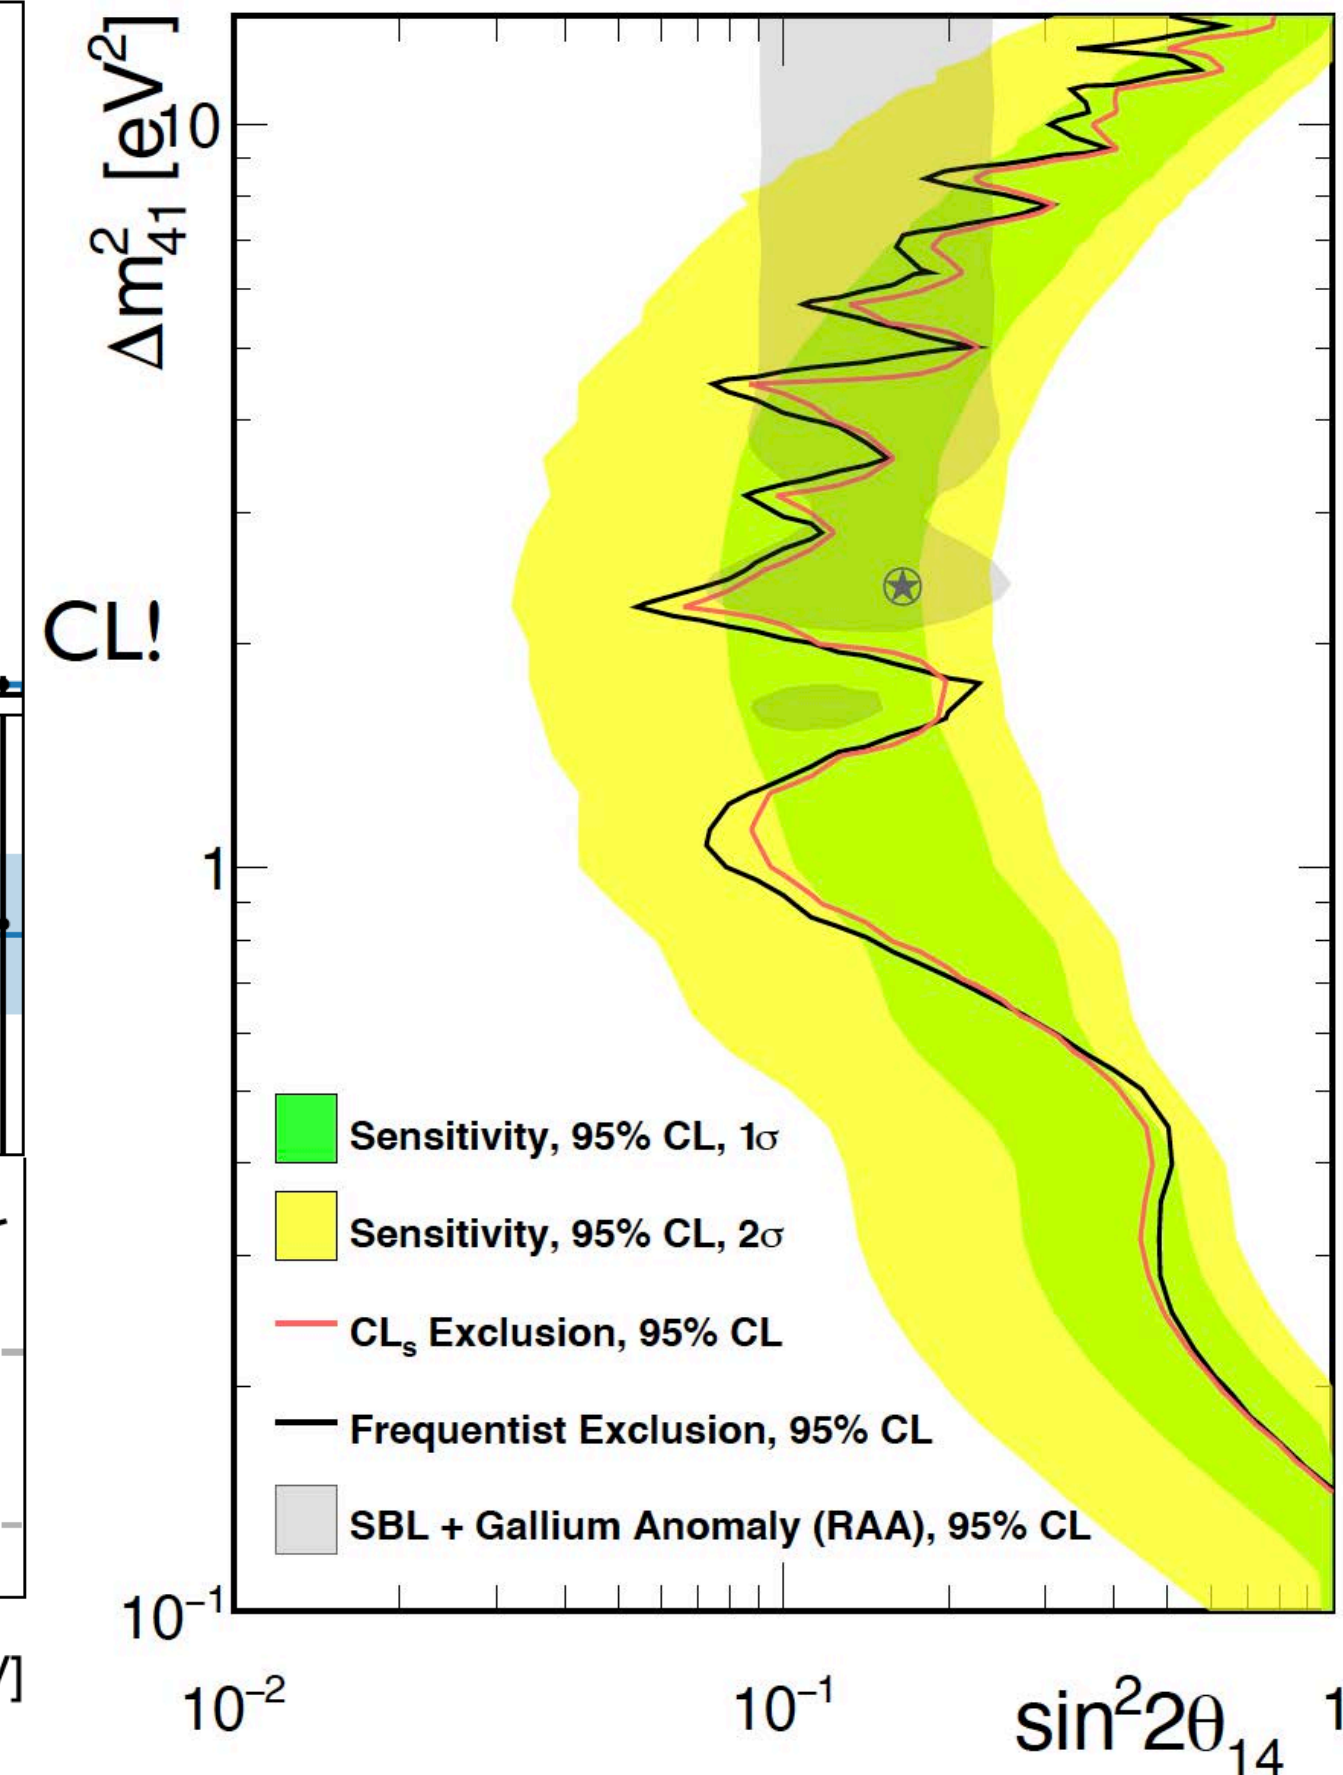 Δm²₄₁ [eV²]
10
CL!
1
Sensitivity, 95% CL, 1σ
Sensitivity, 95% CL, 2σ
CLₛ Exclusion, 95% CL
Frequentist Exclusion, 95% CL
SBL + Gallium Anomaly (RAA), 95% CL
10⁻¹
10⁻² 10⁻¹ sin²2θ₁₄ 1